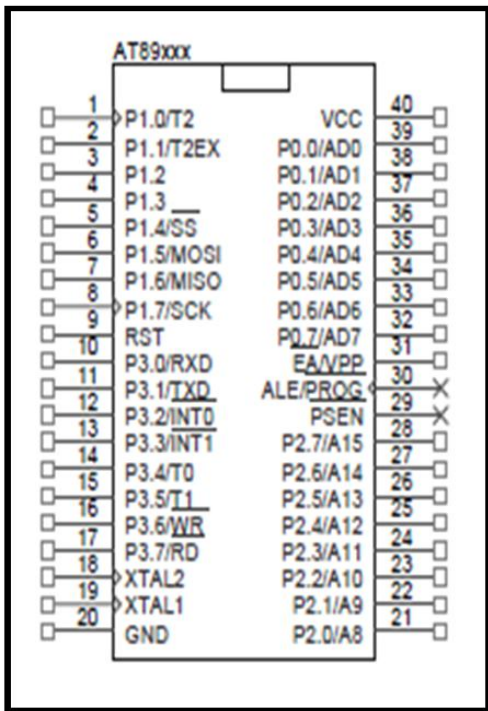 AT89xxx
1 P1.0/T2 VCC 40
2 P1.1/T2EX P0.0/AD0 39
3 P1.2 P0.1/AD1 38
4 P1.3 P0.2/AD2 37
5 P1.4/SS P0.3/AD3 36
6 P1.5/MOSI P0.4/AD4 35
7 P1.6/MISO P0.5/AD5 34
8 P1.7/SCK P0.6/AD6 33
9 RST P0.7/AD7 32
10 P3.0/RXD EA/VPP 31
11 P3.1/TXD ALE/PROG 30
12 P3.2/INT0 PSEN 29
13 P3.3/INT1 P2.7/A15 28
14 P3.4/T0 P2.6/A14 27
15 P3.5/T1 P2.5/A13 26
16 P3.6/WR P2.4/A12 25
17 P3.7/RD P2.3/A11 24
18 XTAL2 P2.2/A10 23
19 XTAL1 P2.1/A9 22
20 GND P2.0/A8 21